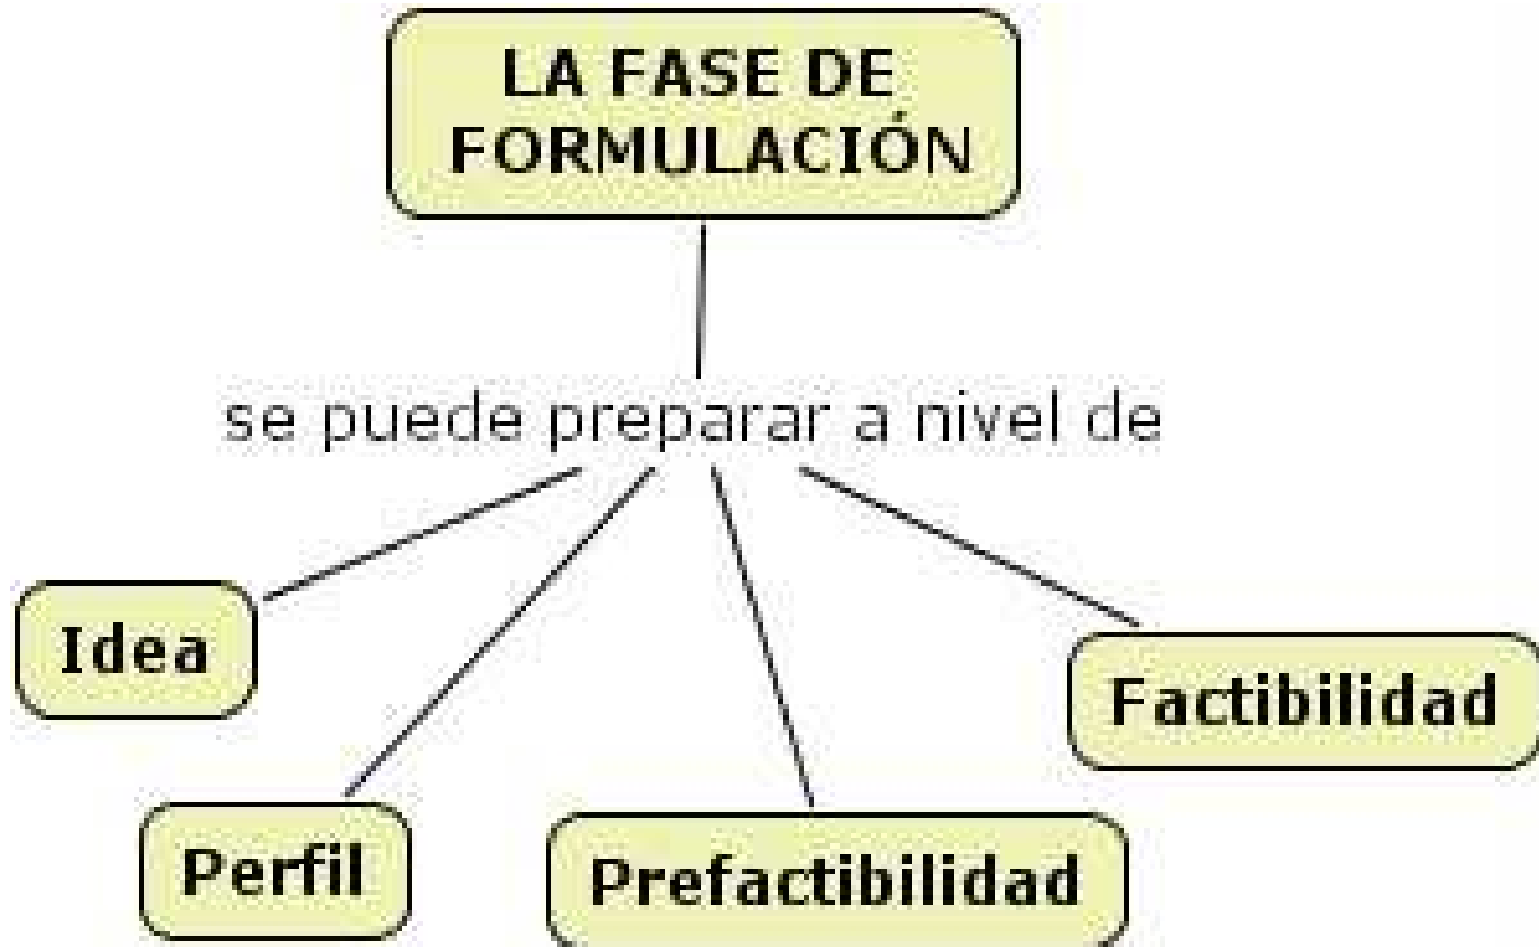 LA FASE DE
FORMULACIÓN
se puede preparar a nivel de
Idea
Factibilidad
Perfil
Prefactibilidad